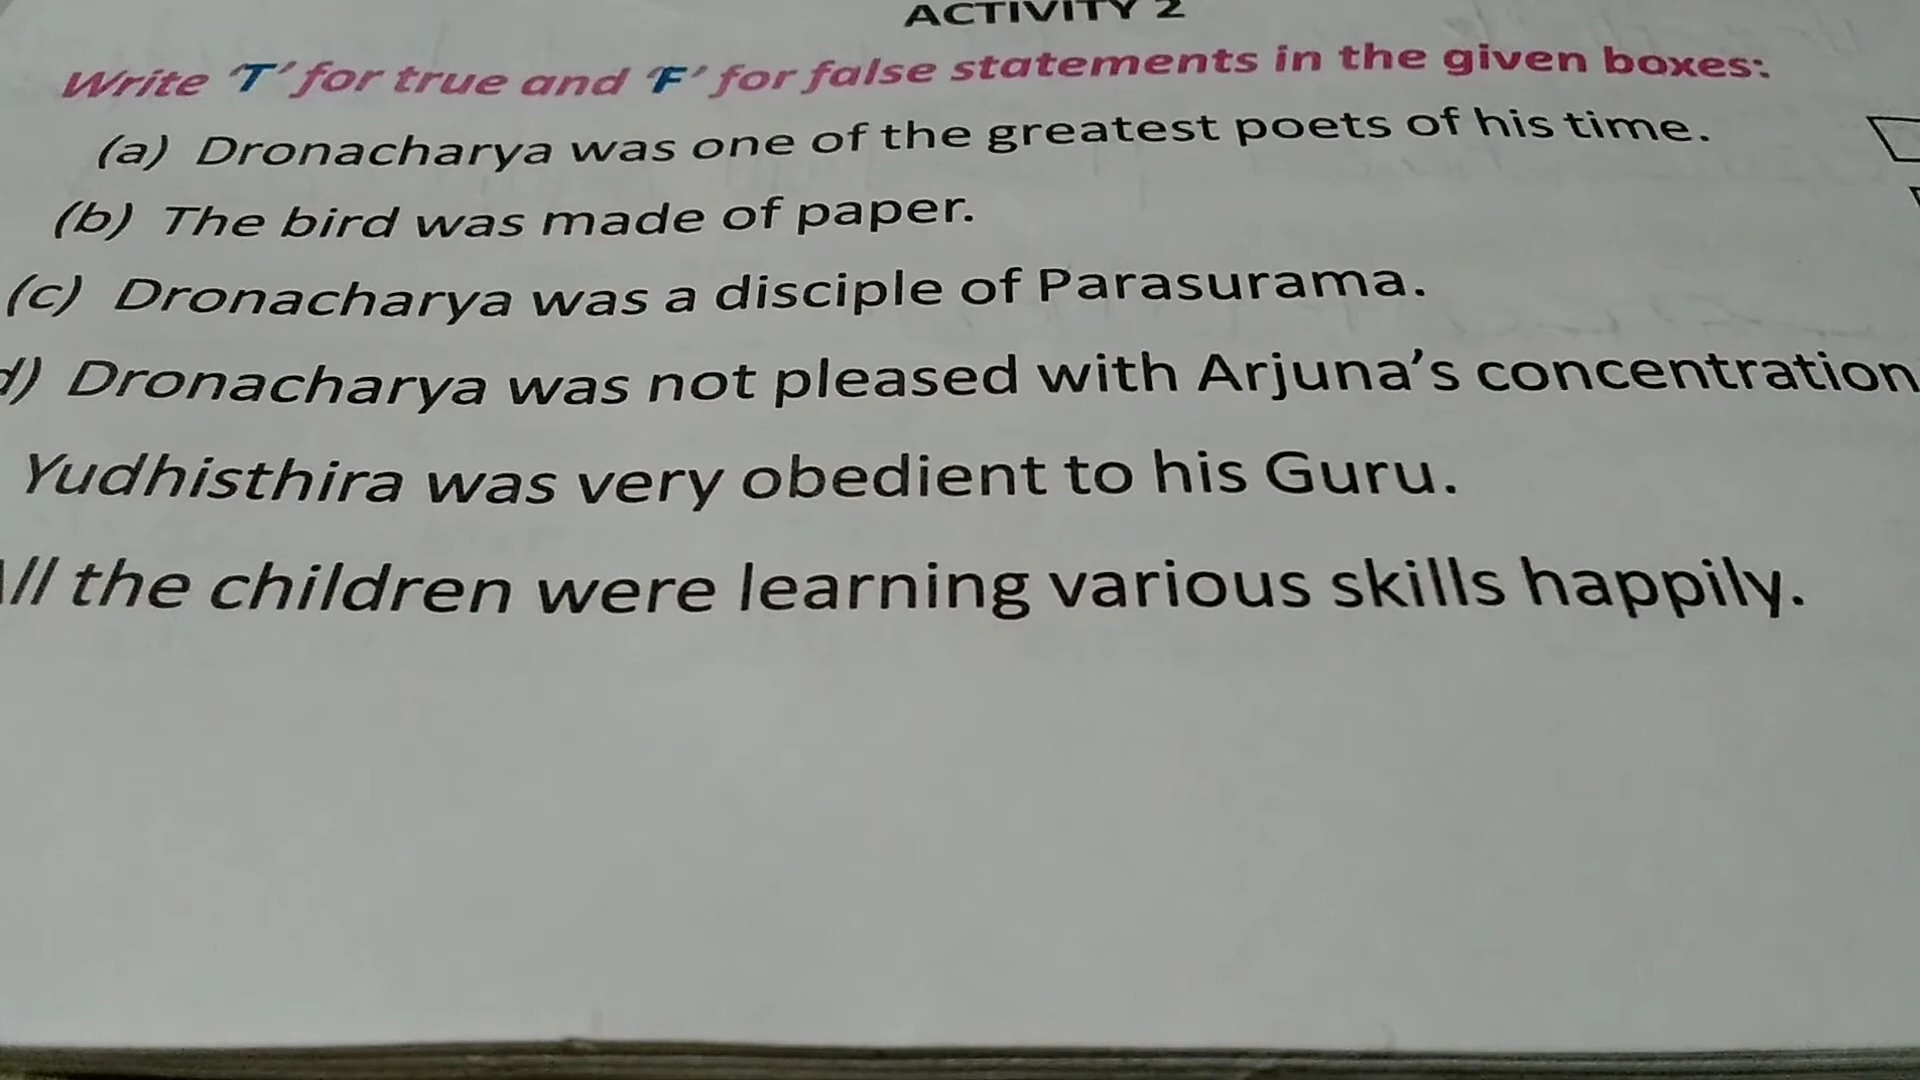 ACTIVITY 2
Write 'T' for true and 'F' for false statements in the given boxes:
(a) Dronacharya was one of the greatest poets of his time.
(b) The bird was made of paper.
(c) Dronacharya was a disciple of Parasurama.
d) Dronacharya was not pleased with Arjuna's concentration
Yudhisthira was very obedient to his Guru.
All the children were learning various skills happily.